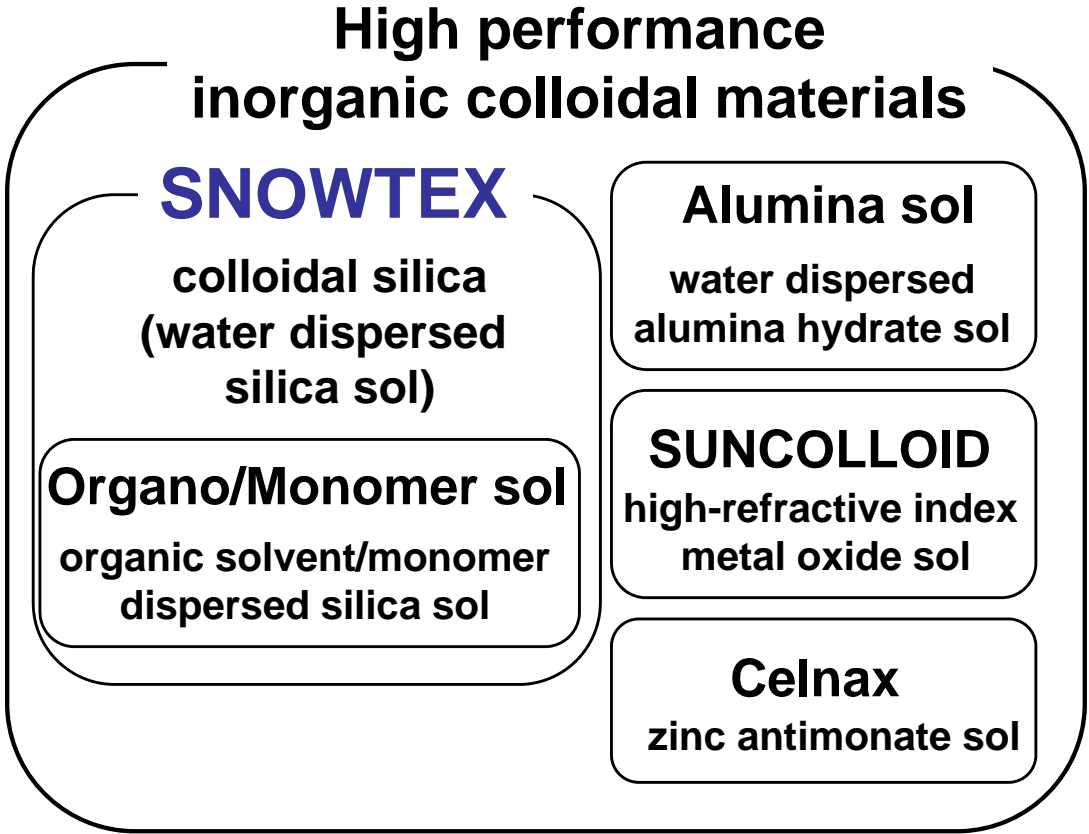 High performance
inorganic colloidal materials
SNOWTEX
colloidal silica
(water dispersed
silica sol)
Organo/Monomer sol
organic solvent/monomer
dispersed silica sol
Alumina sol
water dispersed
alumina hydrate sol
SUNCOLLOID
high-refractive index
metal oxide sol
Celnax
zinc antimonate sol